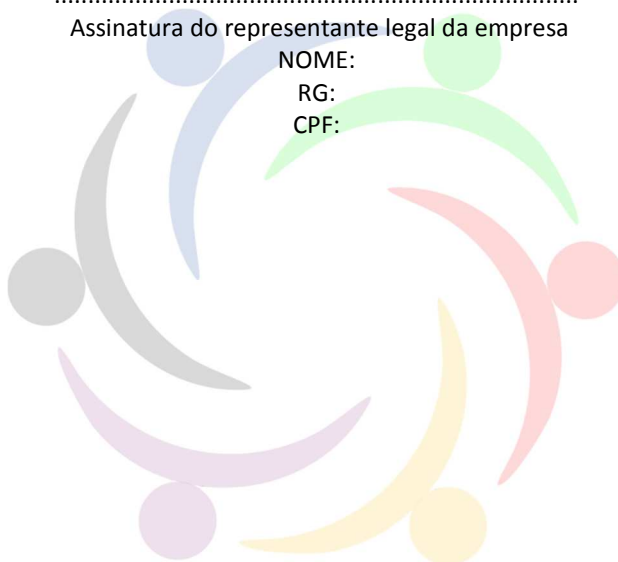 ................................................................................
Assinatura do representante legal da empresa
NOME:
RG:
CPF: